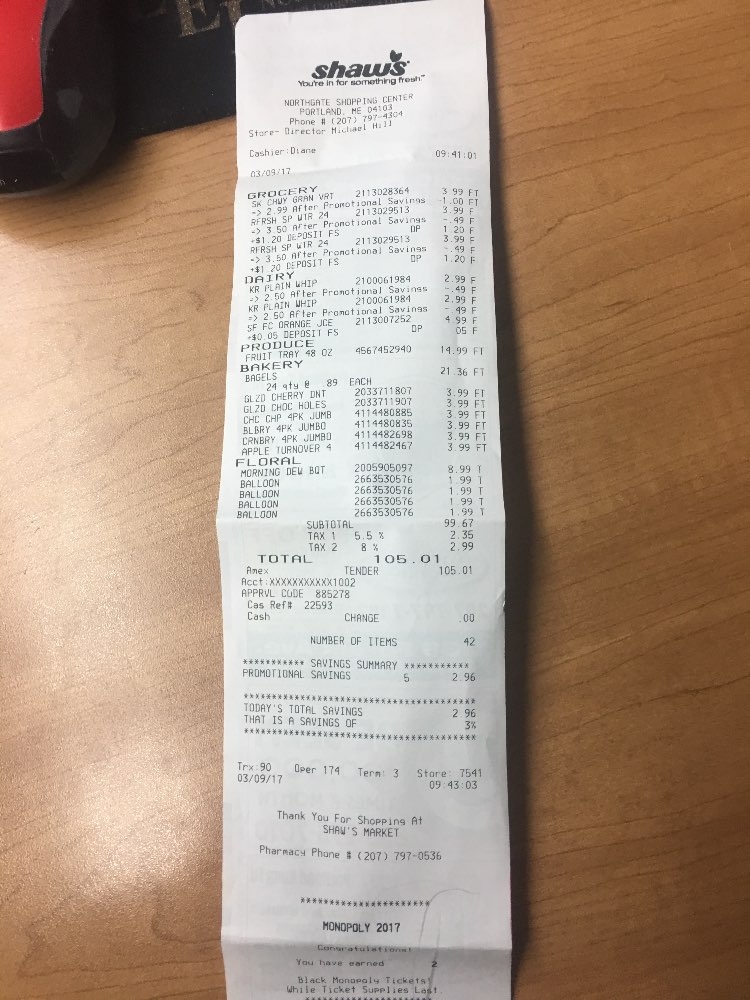 shaw's
You're in for something fresh.™
NORTHGATE SHOPPING CENTER
PORTLAND, ME 04103
Phone # (207) 797-4304
Store- Director Michael Hill
Cashier:Diane 09:41:01
03/09/17
GROCERY
SK CHWY GRAN VRT 2113028364 3.99 FT
=> 2.99 After Promotional Savings -1.00 FT
RFRSH SP WTR 24 2113029513 3.99 F
=> 3.50 After Promotional Savings -.49 F
+$1.20 DEPOSIT FS DP 1.20 F
RFRSH SP WTR 24 2113029513 3.99 F
=> 3.50 After Promotional Savings -.49 F
+$1.20 DEPOSIT FS DP 1.20 F
DAIRY
KR PLAIN WHIP 2100061984 2.99 F
=> 2.50 After Promotional Savings -.49 F
KR PLAIN WHIP 2100061984 2.99 F
=> 2.50 After Promotional Savings -.49 F
SF FC ORANGE JCE 2113007252 4.99 F
+$0.05 DEPOSIT FS DP .05 F
PRODUCE
FRUIT TRAY 48 OZ 4567452940 14.99 FT
BAKERY
BAGELS 21.36 FT
24 qty @ .89 EACH
GLZD CHERRY DNT 2033711807 3.99 FT
GLZD CHOC HOLES 2033711907 3.99 FT
CHC CHP 4PK JUMB 4114480885 3.99 FT
BLBRY 4PK JUMBO 4114480835 3.99 FT
CRNBRY 4PK JUMBO 4114482698 3.99 FT
APPLE TURNOVER 4 4114482467 3.99 FT
FLORAL
MORNING DEW BQT 2005905097 8.99 T
BALLOON 2663530576 1.99 T
BALLOON 2663530576 1.99 T
BALLOON 2663530576 1.99 T
BALLOON 2663530576 1.99 T
SUBTOTAL 99.67
TAX 1 5.5 % 2.35
TAX 2 8 % 2.99
TOTAL 105.01
Amex TENDER 105.01
Acct:XXXXXXXXXXX1002
APPRVL CODE 885278
Cas Ref# 22593
Cash CHANGE .00
NUMBER OF ITEMS 42
*********** SAVINGS SUMMARY ***********
PROMOTIONAL SAVINGS 5 2.96
***************************************
TODAY'S TOTAL SAVINGS 2.96
THAT IS A SAVINGS OF 3%
***************************************
Trx:90 Oper 174 Term: 3 Store: 7541
03/09/17 09:43:03
Thank You For Shopping At
SHAW'S MARKET
Pharmacy Phone # (207) 797-0536
**********************
MONOPOLY 2017
Congratulations!
You have earned 2
Black Monopoly Tickets!
While Ticket Supplies Last.
**********************